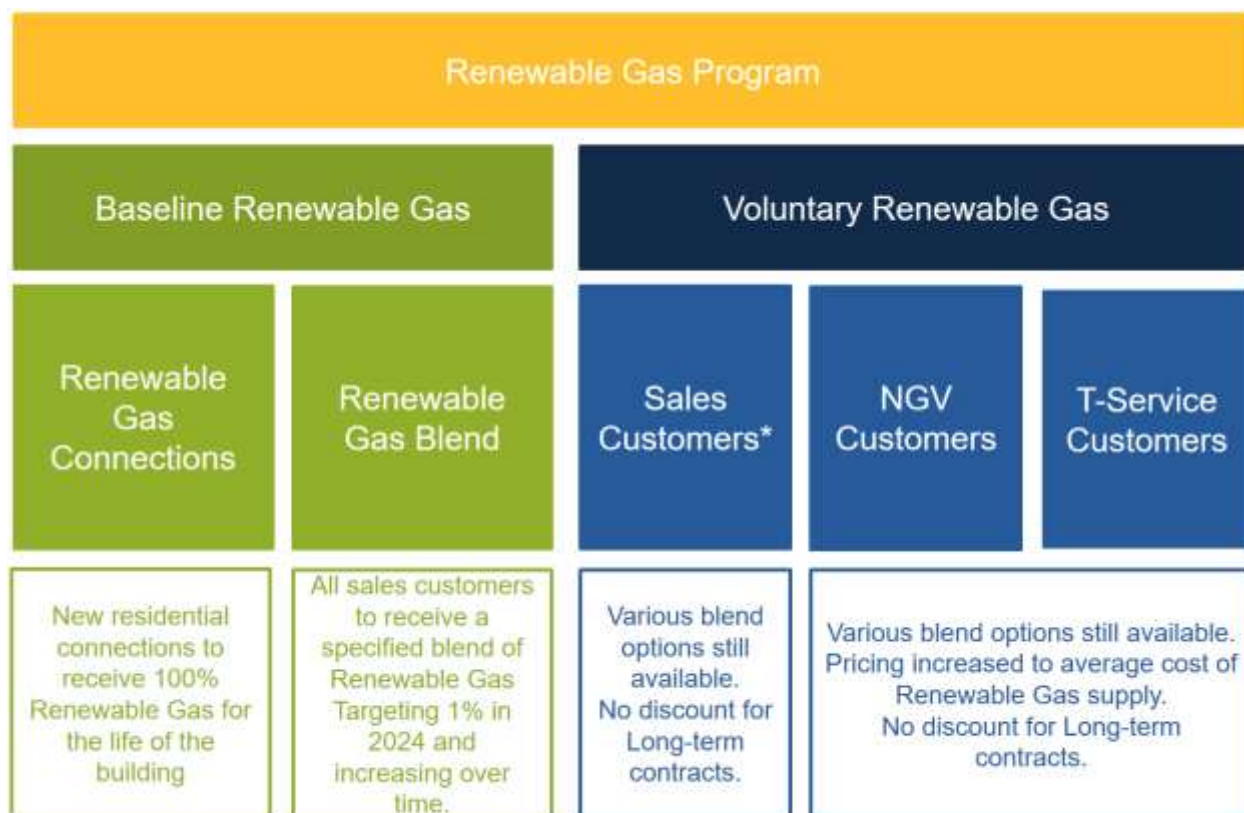 Renewable Gas Program
Baseline Renewable Gas
Voluntary Renewable Gas
Renewable
Gas
Connections
Renewable
Gas Blend
Sales
Customers*
NGV
Customers
T-Service
Customers
New residential
connections to
receive 100%
Renewable Gas for
the life of the
building
All sales customers
to receive a
specified blend of
Renewable Gas
Targeting 1% in
2024 and
increasing over
time.
Various blend
options still
available.
No discount for
Long-term
contracts.
Various blend options still available.
Pricing increased to average cost of
Renewable Gas supply.
No discount for Long-term
contracts.